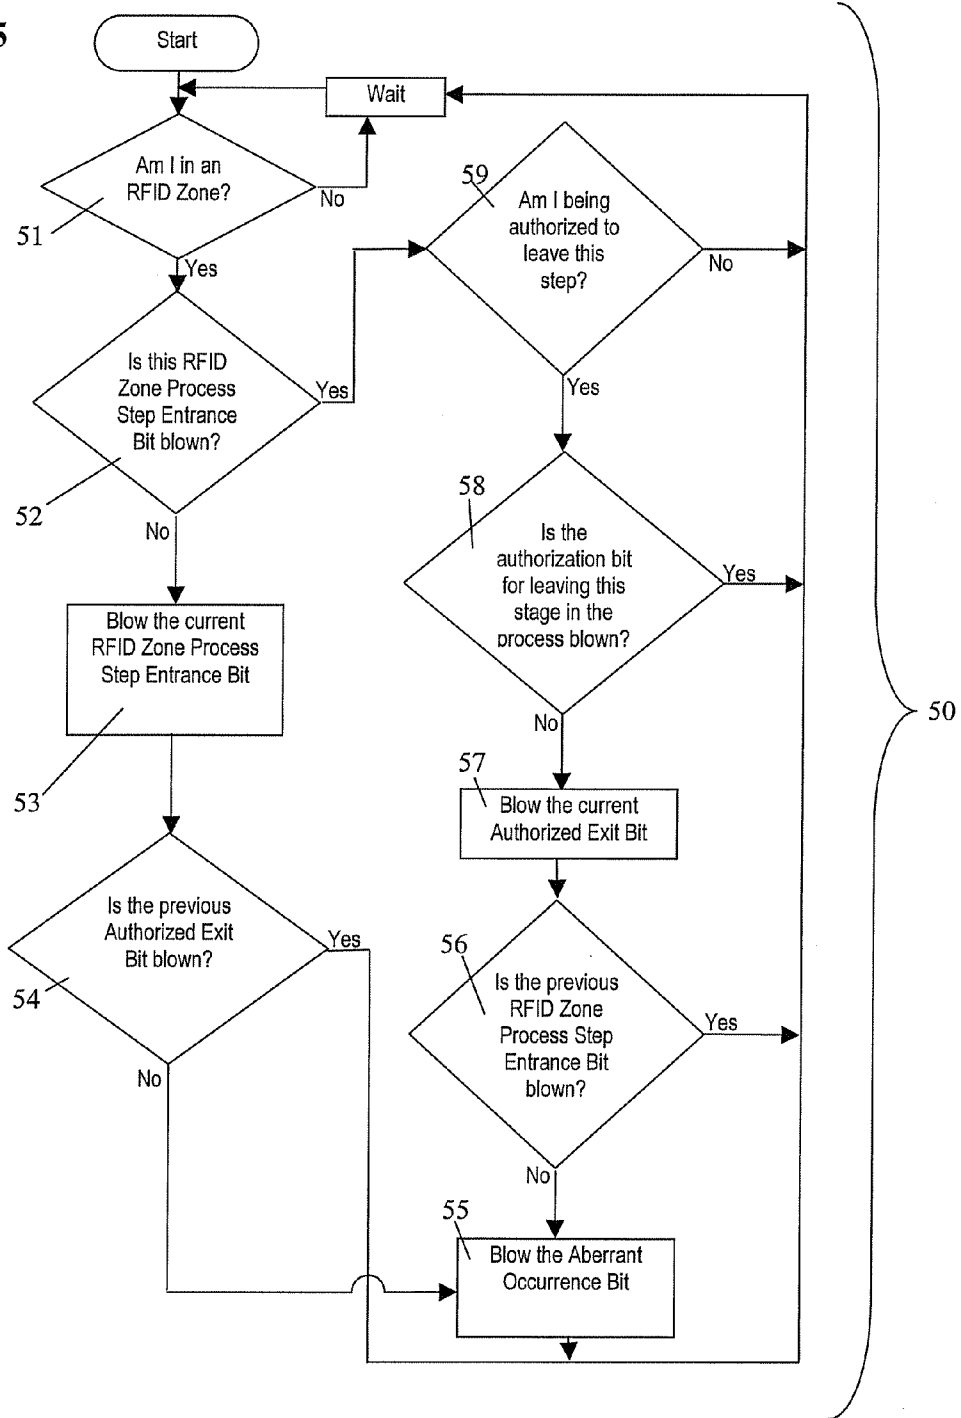 5
Start
Wait
Am I in an
RFID Zone?
No
51
Yes
Is this RFID
Zone Process
Step Entrance
Bit blown?
Yes
52
No
Blow the current
RFID Zone Process
Step Entrance Bit
53
Is the previous
Authorized Exit
Bit blown?
Yes
54
No
59
Am I being
authorized to
leave this
step?
No
Yes
58
Is the
authorization bit
for leaving this
stage in the
process blown?
Yes
No
57
Blow the current
Authorized Exit Bit
56
Is the previous
RFID Zone
Process Step
Entrance Bit
blown?
Yes
No
55
Blow the Aberrant
Occurrence Bit
50